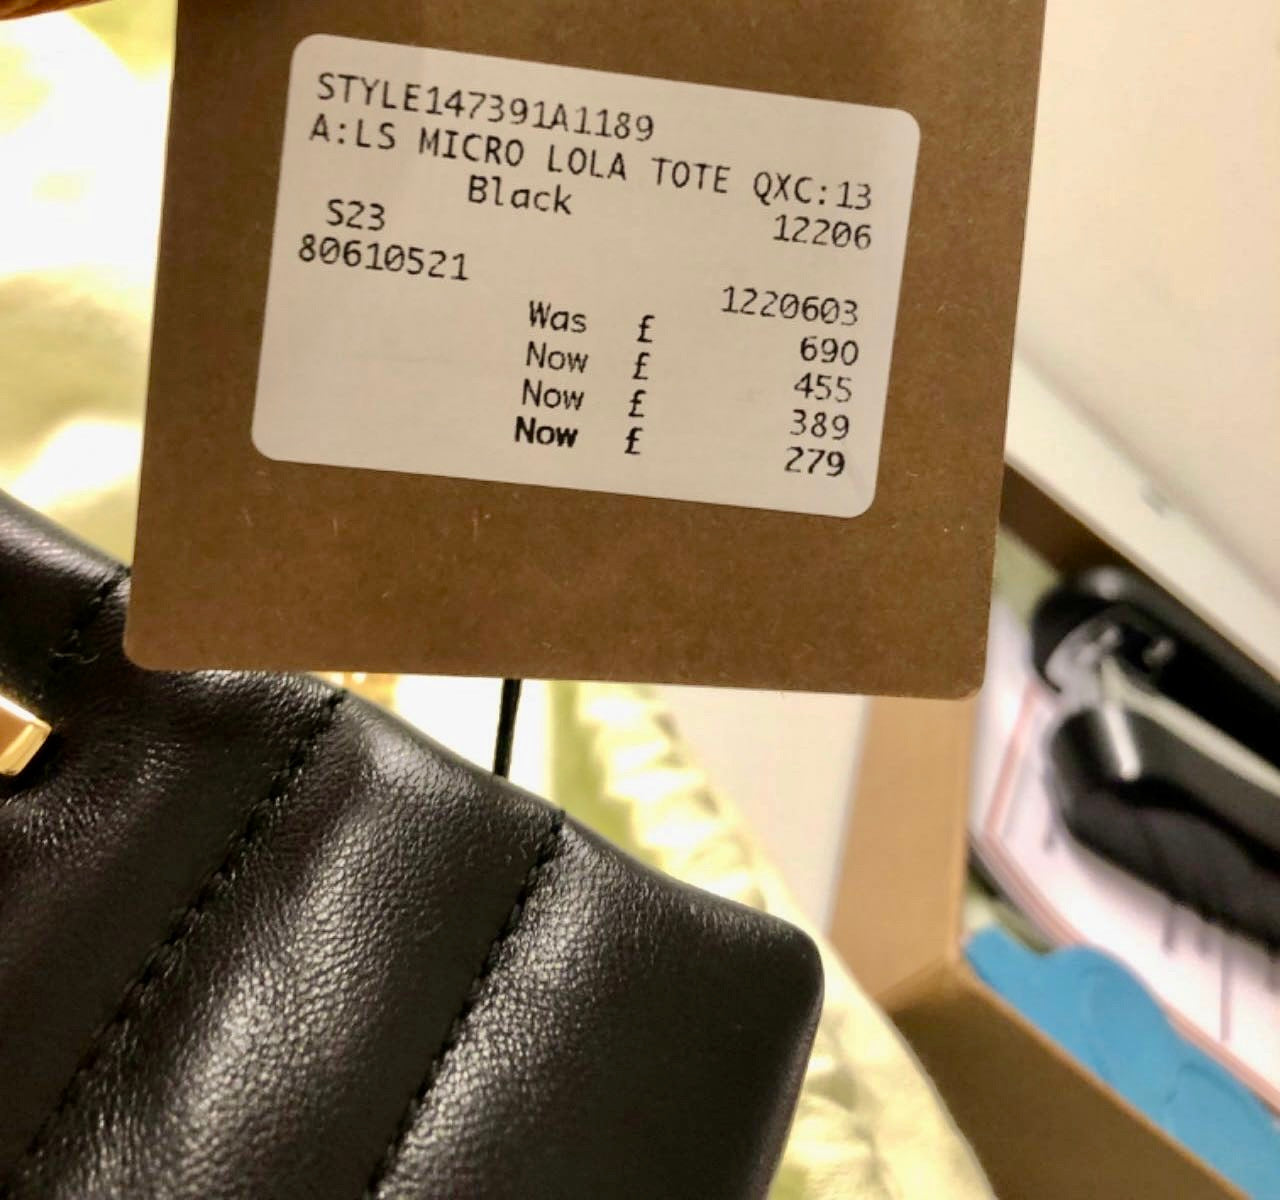 STYLE147391A1189
A:LS MICRO LOLA TOTE QXC:13
Black 12206
S23
80610521 1220603
Was £ 690
Now £ 455
Now £ 389
Now £ 279